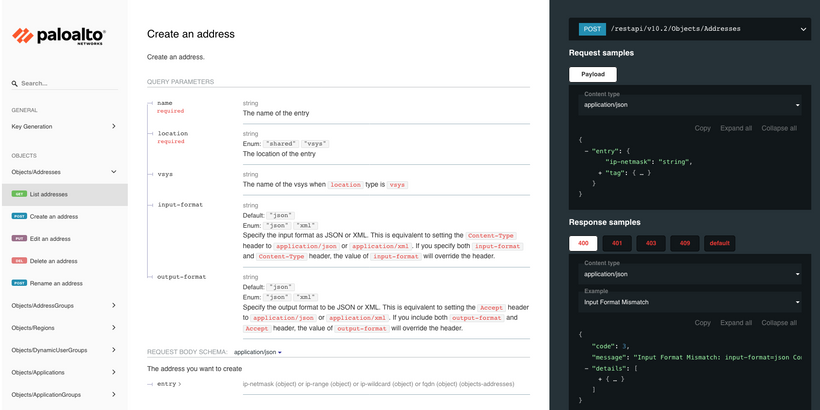 paloalto
NETWORKS
Search...
GENERAL
Key Generation
OBJECTS
Objects/Addresses
GET List addresses
POST Create an address
PUT Edit an address
DEL Delete an address
POST Rename an address
Objects/AddressGroups
Objects/Regions
Objects/DynamicUserGroups
Objects/Applications
Objects/ApplicationGroups
Create an address
Create an address.
QUERY PARAMETERS
name
required
string
The name of the entry
location
required
string
Enum: "shared" "vsys"
The location of the entry
vsys
string
The name of the vsys when location type is vsys
input-format
string
Default: "json"
Enum: "json" "xml"
Specify the input format as JSON or XML. This is equivalent to setting the Content-Type
header to application/json or application/xml. If you specify both input-format
and Content-Type header, the value of input-format will override the header.
output-format
string
Default: "json"
Enum: "json" "xml"
Specify the output format to be JSON or XML. This is equivalent to setting the Accept header
to application/json or application/xml. If you include both output-format and
Accept header, the value of output-format will override the header.
REQUEST BODY SCHEMA: application/json
The address you want to create
entry
ip-netmask (object) or ip-range (object) or ip-wildcard (object) or fqdn (object) (objects-addresses)
POST /restapi/v10.2/Objects/Addresses
Request samples
Payload
Content type
application/json
Copy Expand all Collapse all
{
- "entry": {
"ip-netmask": "string",
+ "tag": { … }
}
}
Response samples
400 401 403 409 default
Content type
application/json
Example
Input Format Mismatch
Copy Expand all Collapse all
{
"code": 3,
"message": "Input Format Mismatch: input-format=json Co
- "details": [
+ { … }
]
}